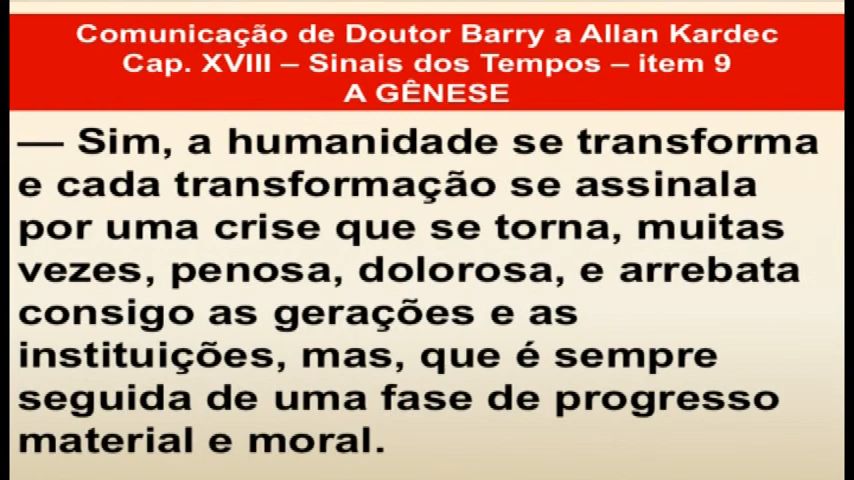 Comunicação de Doutor Barry a Allan Kardec
Cap. XVIII – Sinais dos Tempos – item 9
A GÊNESE
— Sim, a humanidade se transforma
e cada transformação se assinala
por uma crise que se torna, muitas
vezes, penosa, dolorosa, e arrebata
consigo as gerações e as
instituições, mas, que é sempre
seguida de uma fase de progresso
material e moral.